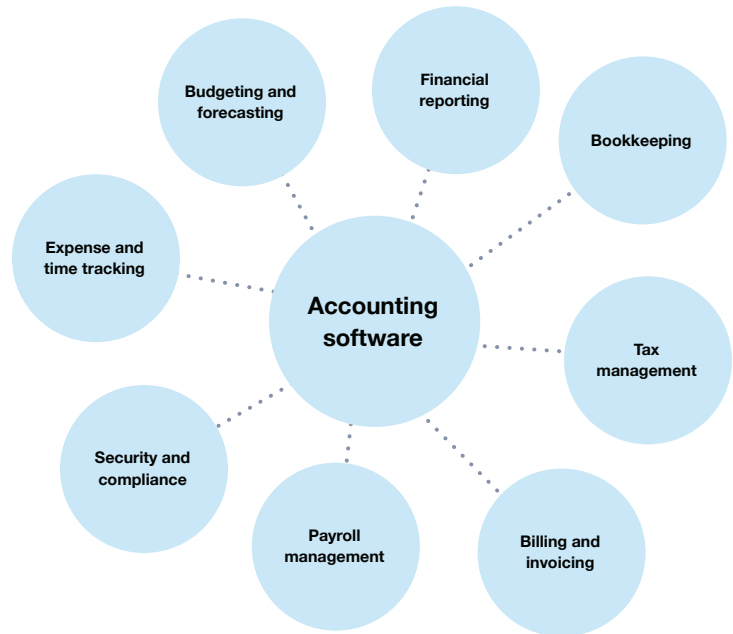 Budgeting and
forecasting
Financial
reporting
Bookkeeping
Expense and
time tracking
Accounting
software
Tax
management
Security and
compliance
Payroll
management
Billing and
invoicing